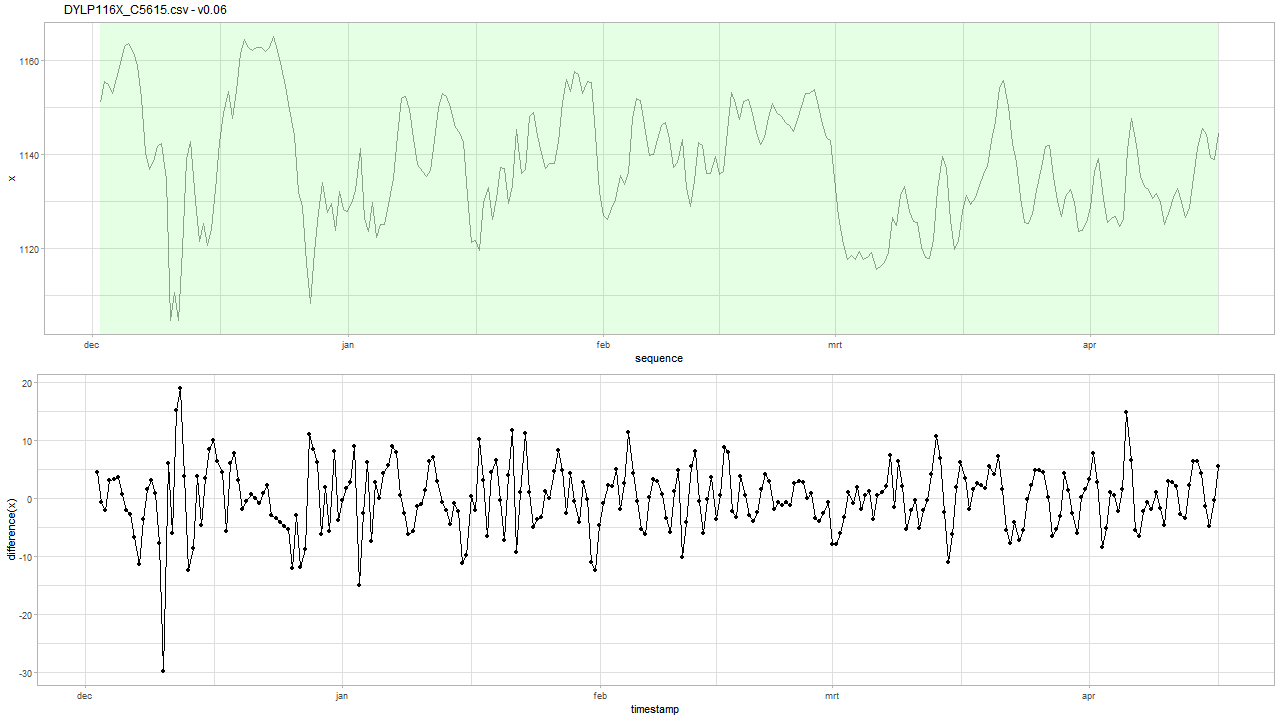 DYLP116X_C5615.csv - v0.06
x
1160
1140
1120
dec jan feb mrt apr
sequence
difference(x)
20
10
0
-10
-20
-30
dec jan feb mrt apr
timestamp